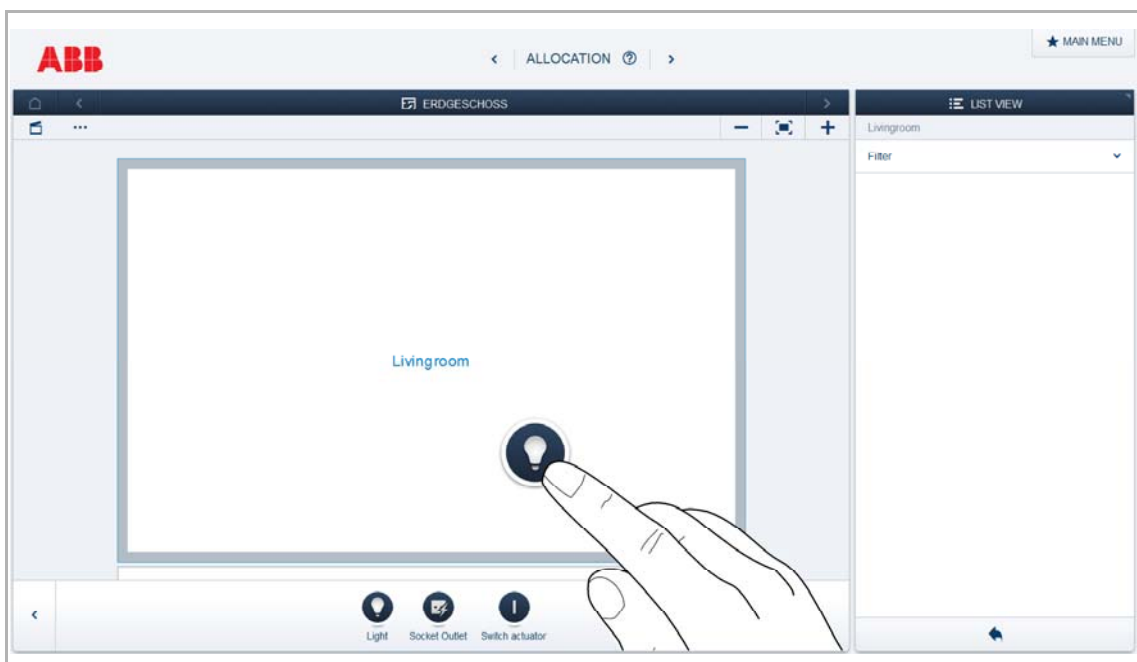 ABB
ALLOCATION ?
MAIN MENU
ERDGESCHOSS
LIST VIEW
Livingroom
Filter
Livingroom
Light
Socket Outlet
Switch actuator